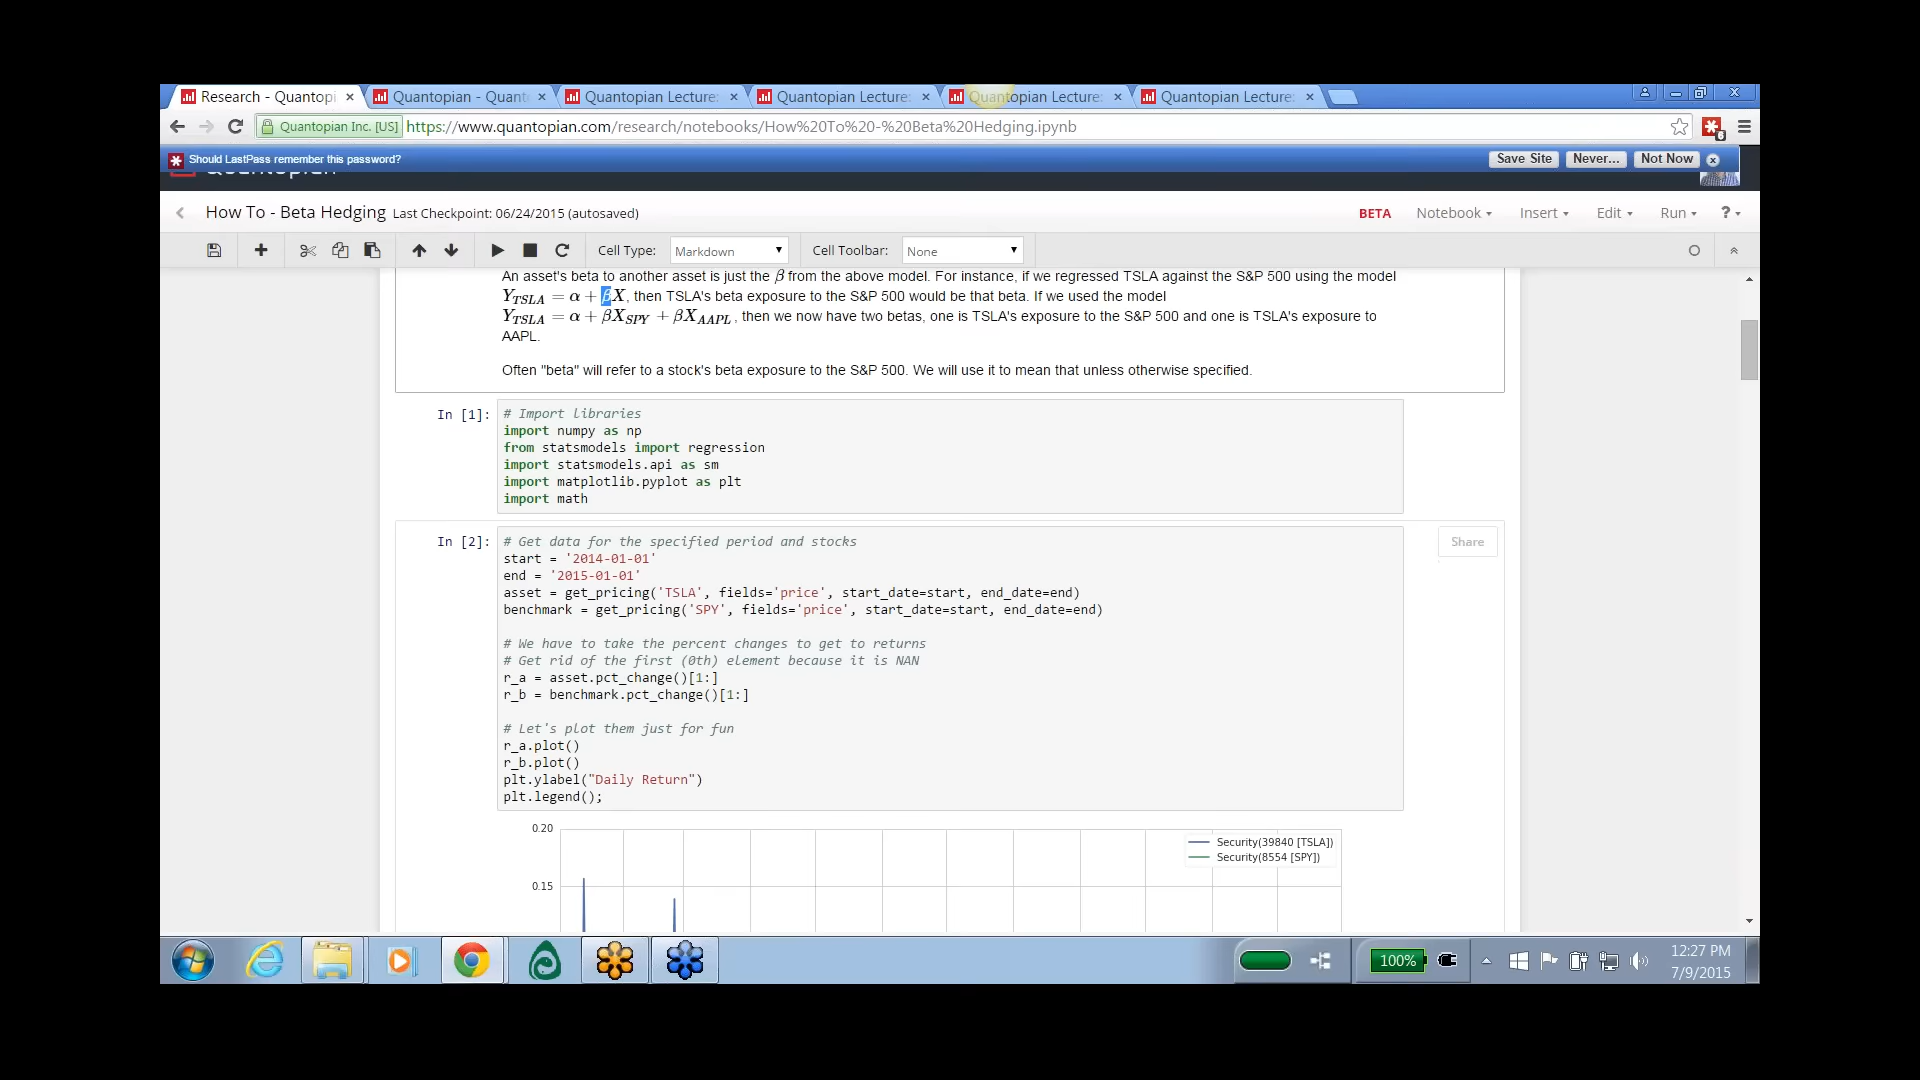 Research - Quantopi
Quantopian - Quant
Quantopian Lecture:
Quantopian Lecture:
Quantopian Lecture:
Quantopian Lecture:
Quantopian Inc. [US] https://www.quantopian.com/research/notebooks/How%20To%20-%20Beta%20Hedging.ipynb
6
Should LastPass remember this password?
Save Site
Never...
Not Now
How To - Beta Hedging Last Checkpoint: 06/24/2015 (autosaved)
BETA
Notebook
Insert
Edit
Run
?
Cell Type: Markdown
Cell Toolbar: None
An asset's beta to another asset is just the β from the above model. For instance, if we regressed TSLA against the S&P 500 using the model
Y_TSLA = α + βX, then TSLA's beta exposure to the S&P 500 would be that beta. If we used the model
Y_TSLA = α + βX_SPY + βX_AAPL, then we now have two betas, one is TSLA's exposure to the S&P 500 and one is TSLA's exposure to
AAPL.
Often "beta" will refer to a stock's beta exposure to the S&P 500. We will use it to mean that unless otherwise specified.
In [1]:
# Import libraries
import numpy as np
from statsmodels import regression
import statsmodels.api as sm
import matplotlib.pyplot as plt
import math
In [2]:
# Get data for the specified period and stocks
start = '2014-01-01'
end = '2015-01-01'
asset = get_pricing('TSLA', fields='price', start_date=start, end_date=end)
benchmark = get_pricing('SPY', fields='price', start_date=start, end_date=end)
# We have to take the percent changes to get to returns
# Get rid of the first (0th) element because it is NAN
r_a = asset.pct_change()[1:]
r_b = benchmark.pct_change()[1:]
# Let's plot them just for fun
r_a.plot()
r_b.plot()
plt.ylabel("Daily Return")
plt.legend();
Share
0.20
0.15
Security(39840 [TSLA])
Security(8554 [SPY])
100%
12:27 PM
7/9/2015